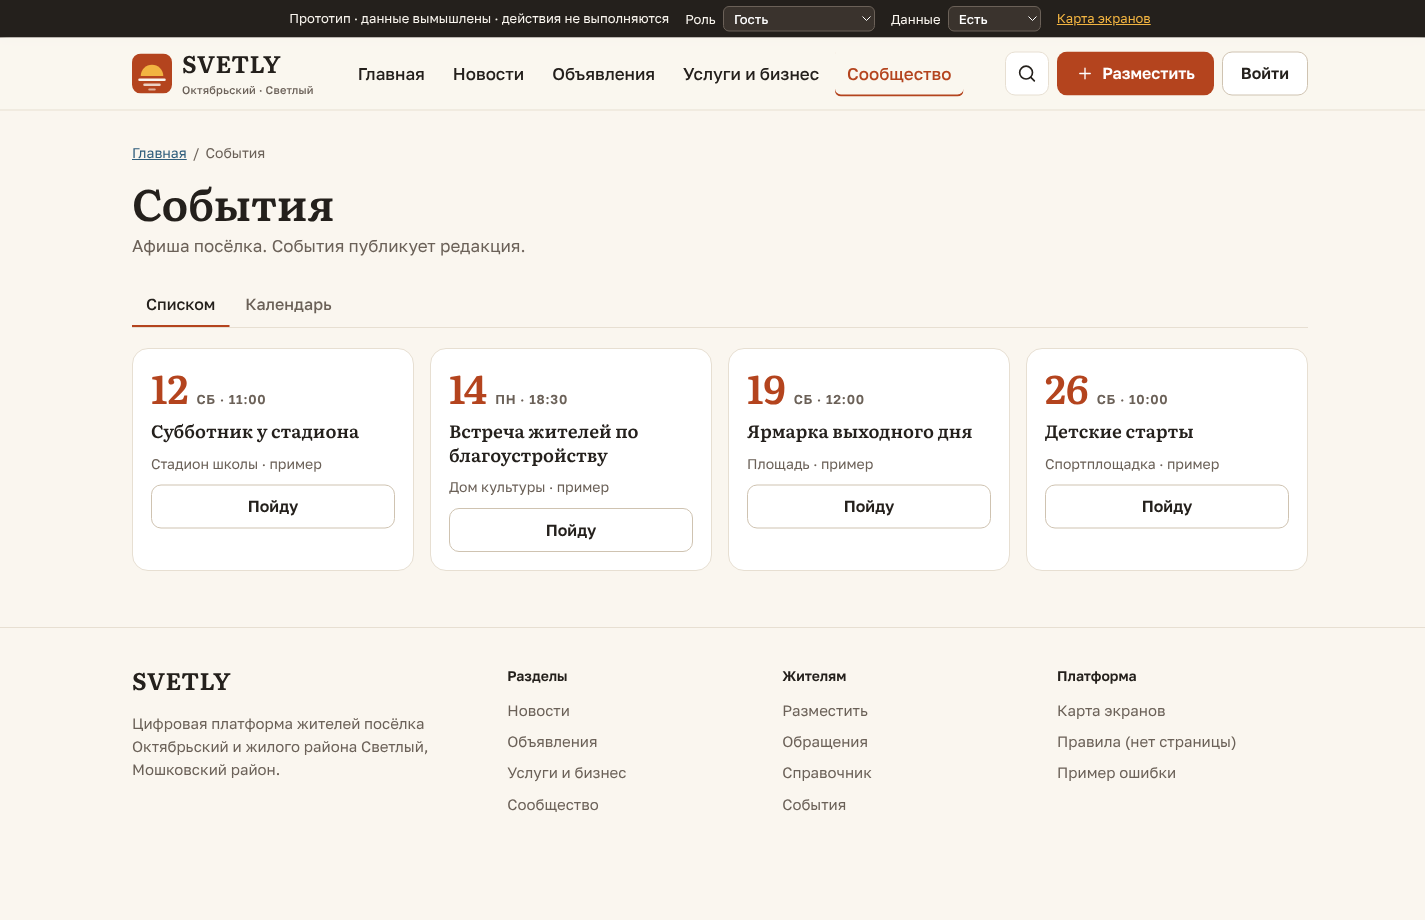 Прототип · данные вымышлены · действия не выполняются Роль Гость Данные Есть Карта экранов
SVETLY
Октябрьский · Светлый
Главная Новости Объявления Услуги и бизнес Сообщество
+ Разместить Войти
Главная / События
События
Афиша посёлка. События публикует редакция.
Списком Календарь
12 СБ · 11:00
Субботник у стадиона
Стадион школы · пример
Пойду
14 ПН · 18:30
Встреча жителей по
благоустройству
Дом культуры · пример
Пойду
19 СБ · 12:00
Ярмарка выходного дня
Площадь · пример
Пойду
26 СБ · 10:00
Детские старты
Спортплощадка · пример
Пойду
SVETLY
Цифровая платформа жителей посёлка
Октябрьский и жилого района Светлый,
Мошковский район.
Разделы
Новости
Объявления
Услуги и бизнес
Сообщество
Жителям
Разместить
Обращения
Справочник
События
Платформа
Карта экранов
Правила (нет страницы)
Пример ошибки